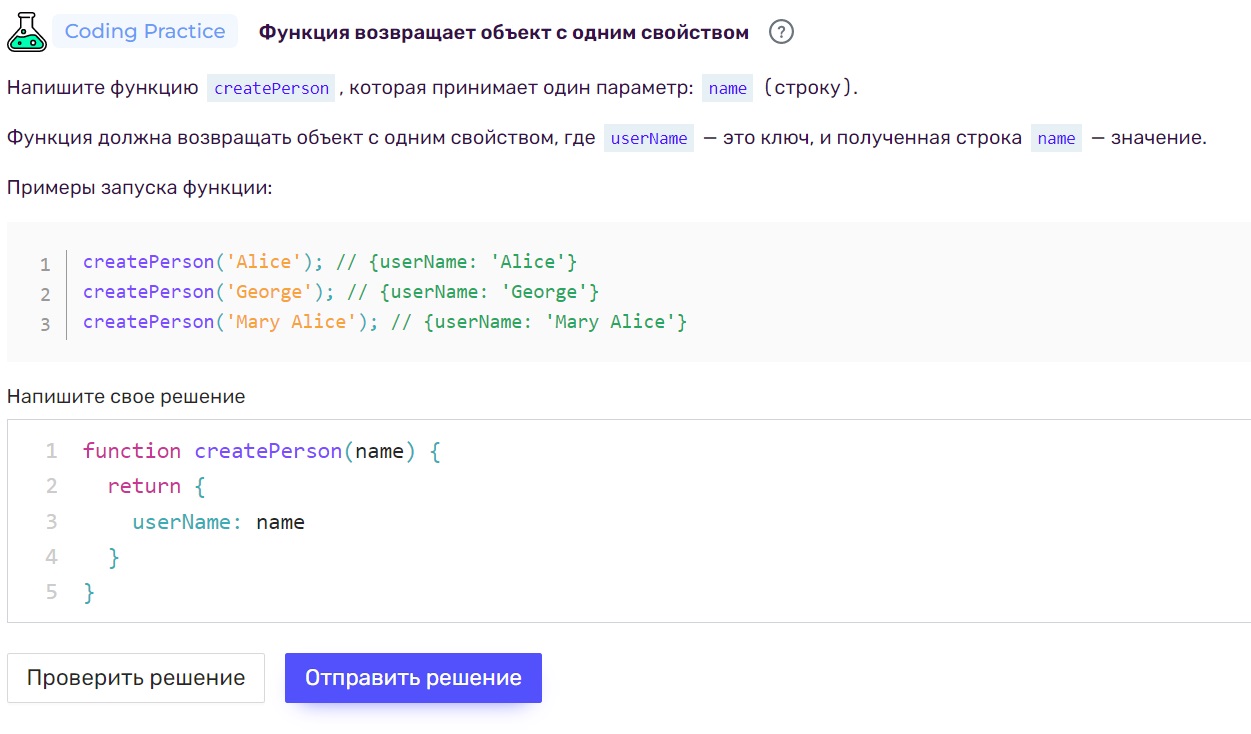 Coding Practice Функция возвращает объект с одним свойством ?
Напишите функцию createPerson , которая принимает один параметр: name (строку).
Функция должна возвращать объект с одним свойством, где userName — это ключ, и полученная строка name — значение.
Примеры запуска функции:
1 createPerson('Alice'); // {userName: 'Alice'}
2 createPerson('George'); // {userName: 'George'}
3 createPerson('Mary Alice'); // {userName: 'Mary Alice'}
Напишите свое решение
1 function createPerson(name) {
2 return {
3 userName: name
4 }
5 }
Проверить решение Отправить решение